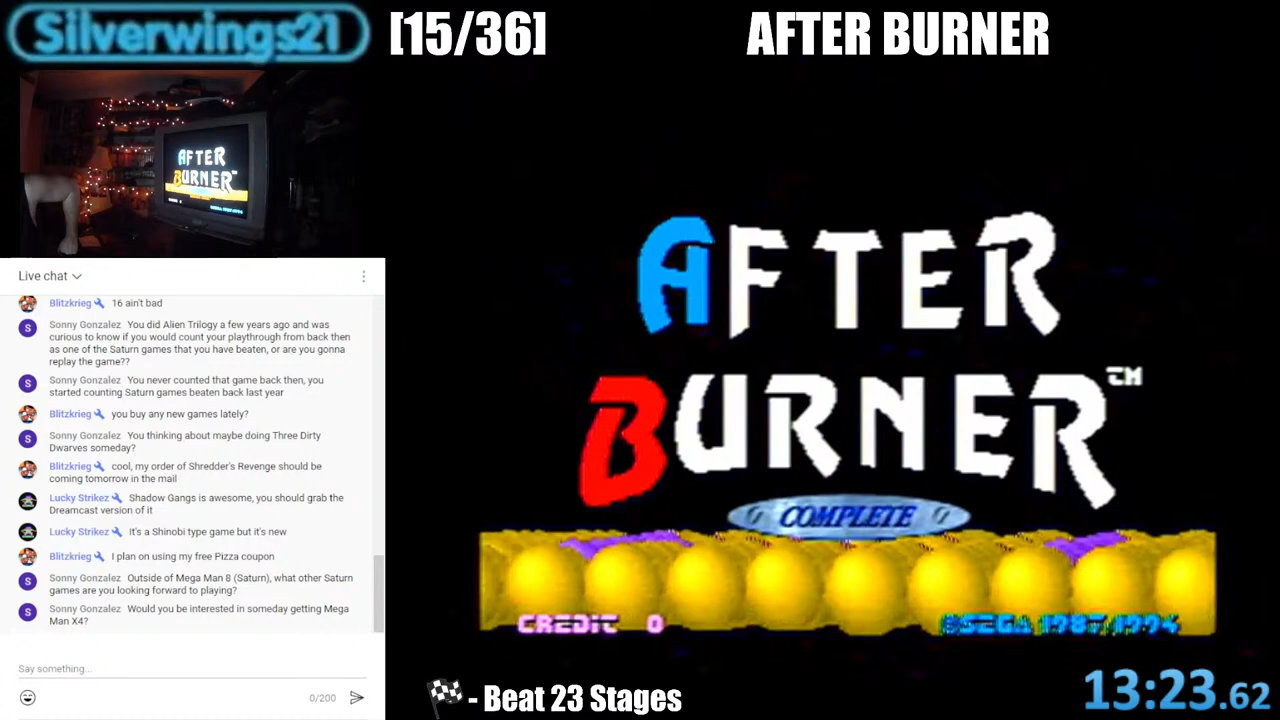 Silverwings21
[15/36]
AFTER BURNER
AFTER
BURNER™
Live chat
Blitzkrieg 16 ain't bad
S Sonny Gonzalez You did Alien Trilogy a few years ago and was
curious to know if you would count your playthrough from back then
as one of the Saturn games that you have beaten, or are you gonna
replay the game??
S Sonny Gonzalez You never counted that game back then, you
started counting Saturn games beaten back last year
Blitzkrieg you buy any new games lately?
S Sonny Gonzalez You thinking about maybe doing Three Dirty
Dwarves someday?
Blitzkrieg cool, my order of Shredder's Revenge should be
coming tomorrow in the mail
Lucky Strikez Shadow Gangs is awesome, you should grab the
Dreamcast version of it
Lucky Strikez It's a Shinobi type game but it's new
Blitzkrieg I plan on using my free Pizza coupon
S Sonny Gonzalez Outside of Mega Man 8 (Saturn), what other Saturn
games are you looking forward to playing?
S Sonny Gonzalez Would you be interested in someday getting Mega
Man X4?
Say something...
0/200
AFTER
BURNER™
COMPLETE
CREDIT 0
©SEGA 1987,1994
- Beat 23 Stages
13:23.62